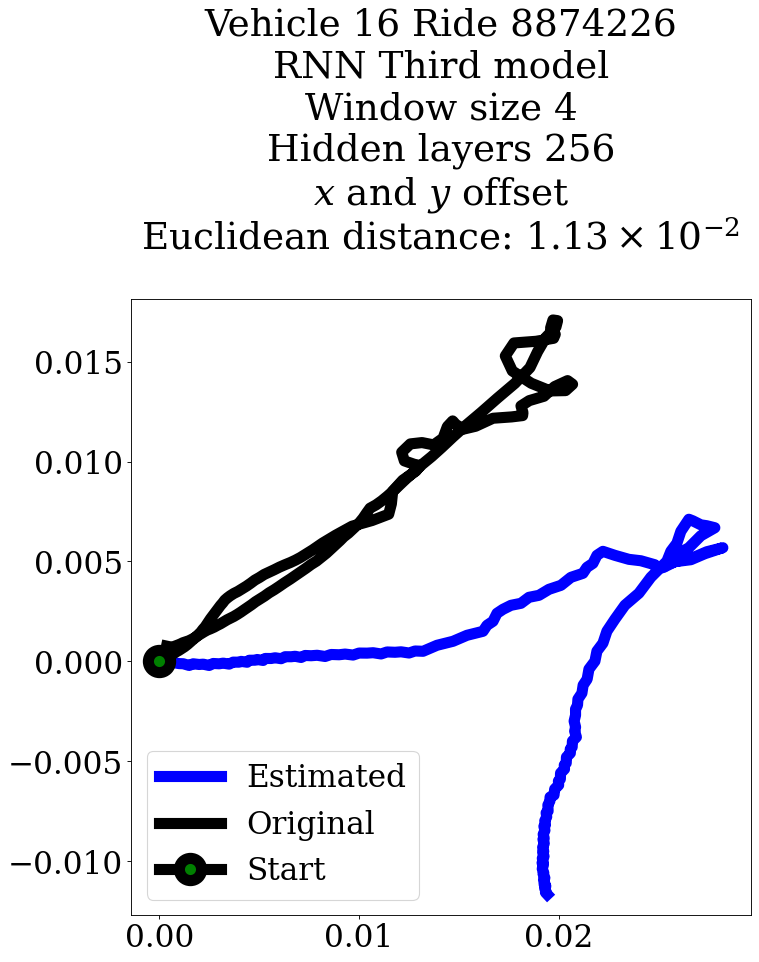 Vehicle 16 Ride 8874226
RNN Third model
Window size 4
Hidden layers 256
x and y offset
Euclidean distance: 1.13 × 10⁻²
0.015
0.010
0.005
0.000
−0.005
−0.010
Estimated
Original
Start
0.00 0.01 0.02